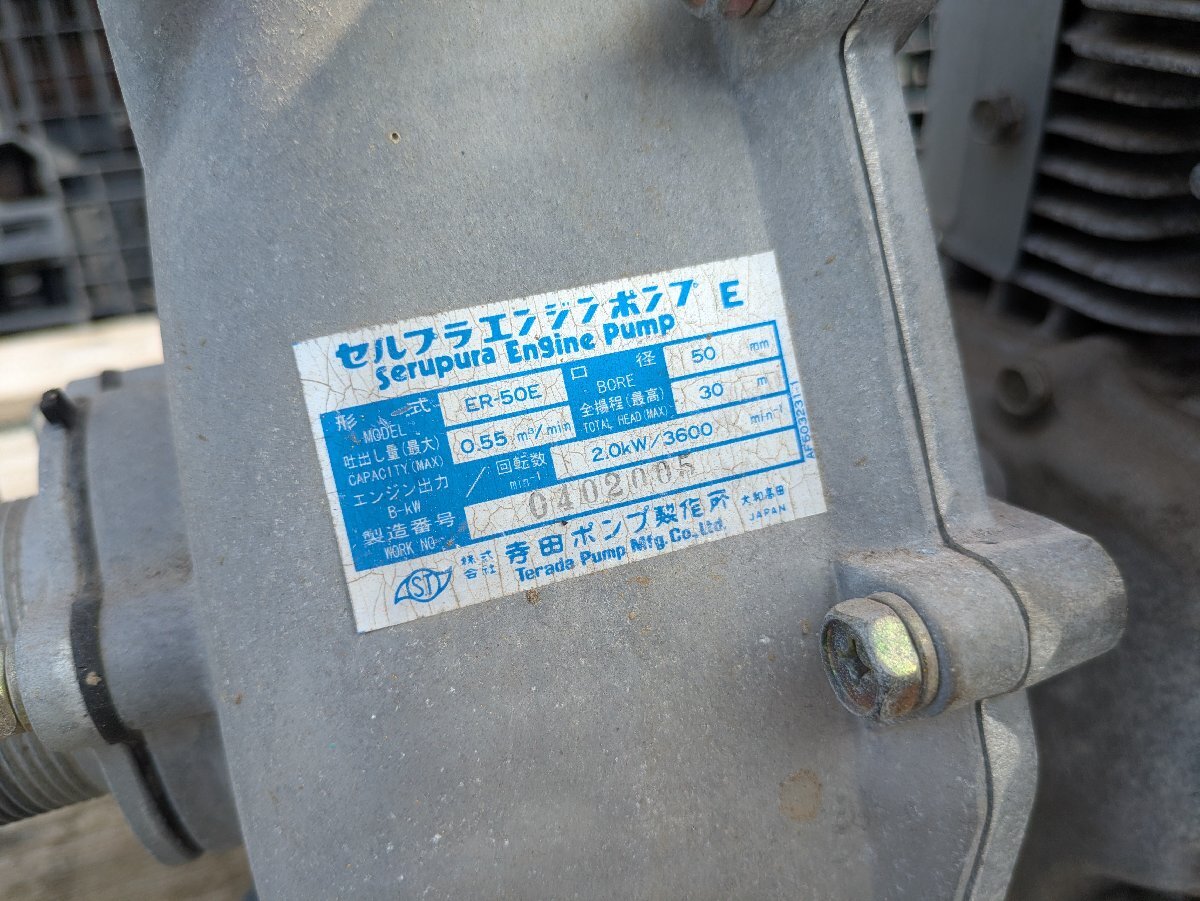 セルプラエンジンポンプ E
Serupura Engine Pump
形 式 ER-50E 口 径 50 mm
MODEL BORE
吐出し量(最大) 0.55 m³/min 全揚程(最高) 30 m
CAPACITY(MAX) TOTAL HEAD(MAX)
エンジン出力/回転数 2.0kW/3600 min-1
B-kW min-1
製造番号 0402005
WORK NO
ST 株式会社 寺田ポンプ製作所 大和高田
Terada Pump Mfg. Co., Ltd. JAPAN